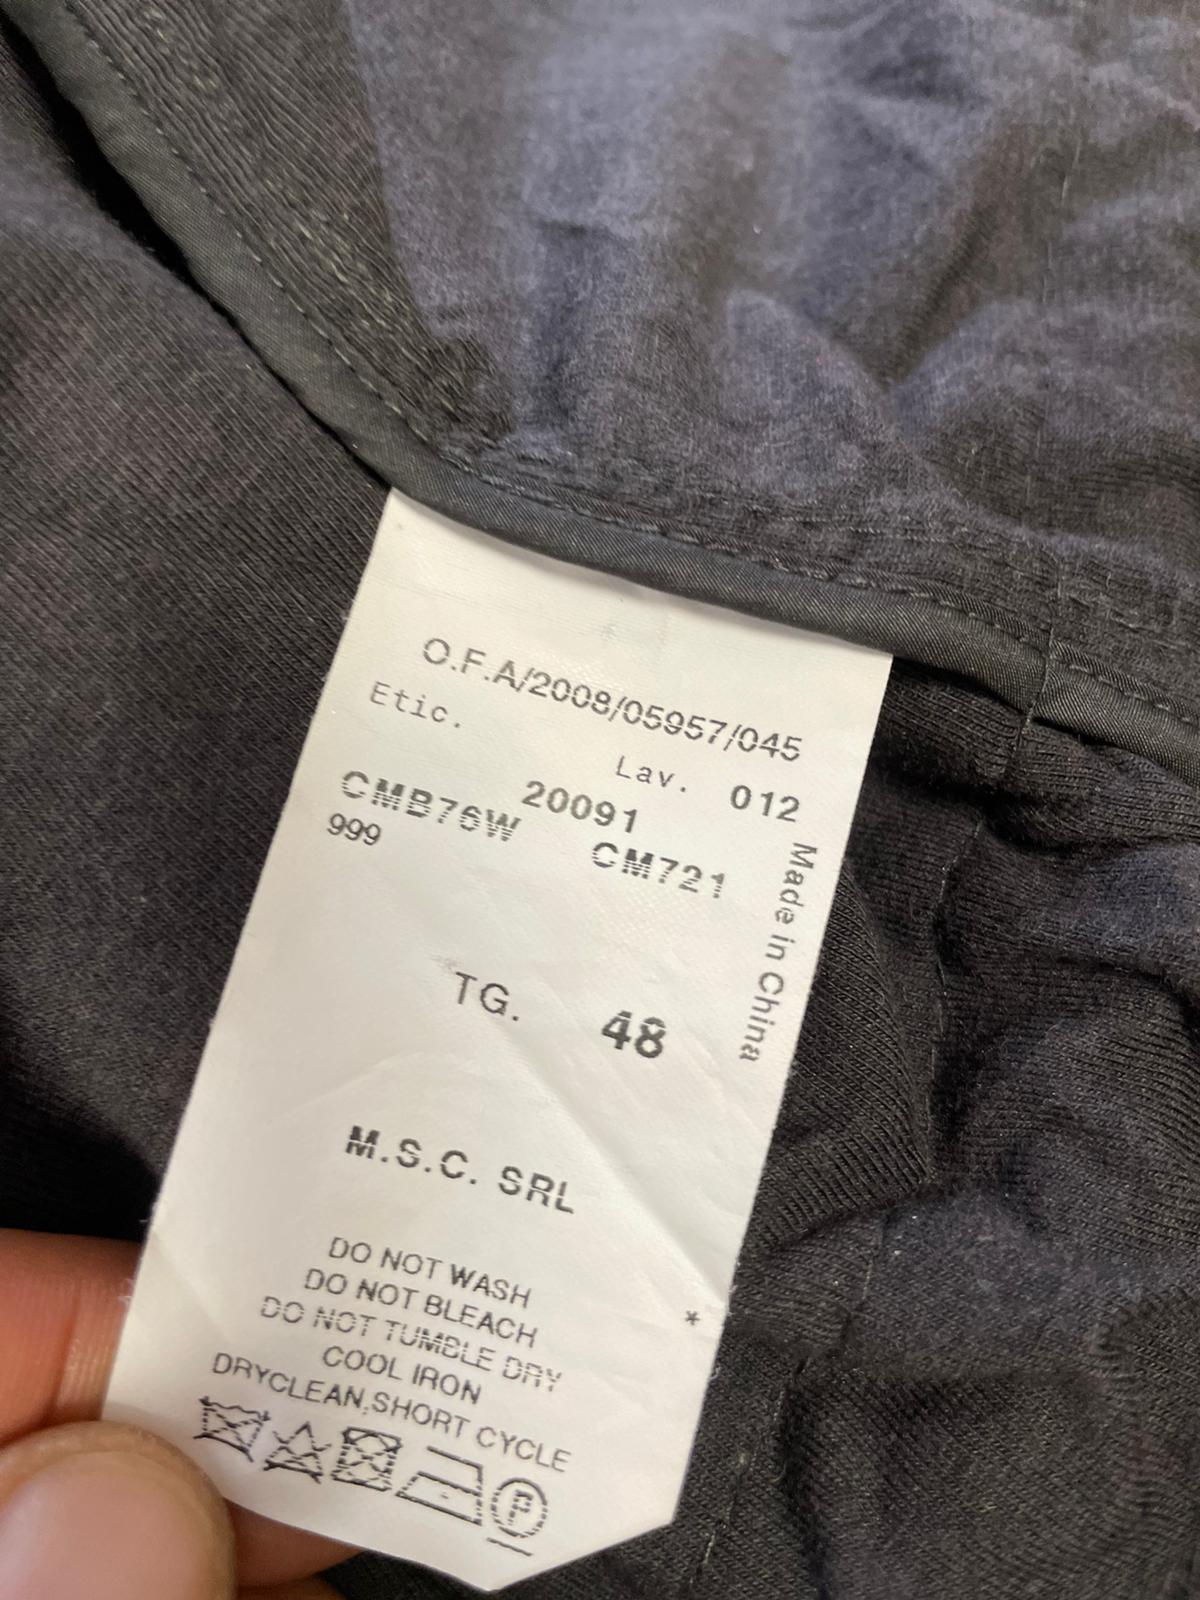 O.F.A/2008/05957/045
Etic.
Lav. 012
CMB76W 20091
999 CM721
Made in China
TG. 48
M.S.C. SRL
DO NOT WASH
DO NOT BLEACH
DO NOT TUMBLE DRY
COOL IRON
DRYCLEAN,SHORT CYCLE
*